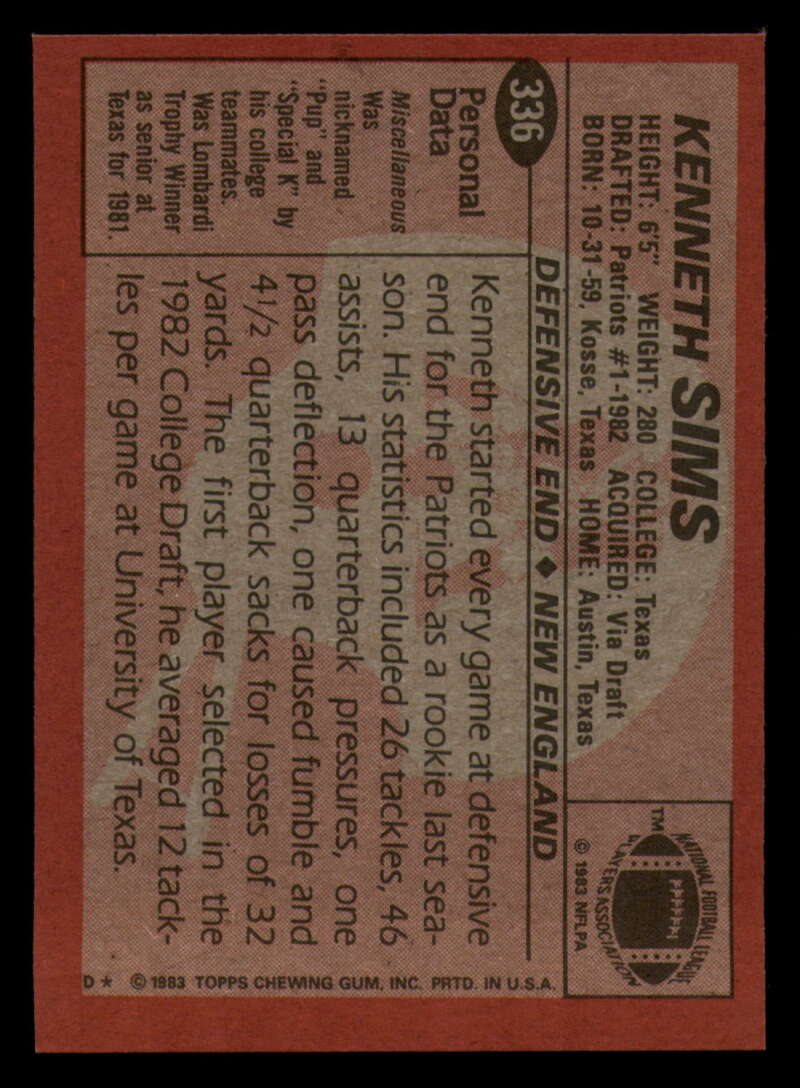 336
KENNETH SIMS
HEIGHT: 6'5" WEIGHT: 280 COLLEGE: Texas
DRAFTED: Patriots #1-1982 ACQUIRED: Via Draft
BORN: 10-31-59, Kosse, Texas HOME: Austin, Texas
NATIONAL FOOTBALL LEAGUE
PLAYERS ASSOCIATION
TM
© 1983 NFLPA
DEFENSIVE END ◆ NEW ENGLAND
Personal
Data
Miscellaneous
Was
nicknamed
"Pup" and
"Special K" by
his college
teammates.
Was Lombardi
Trophy Winner
as senior at
Texas for 1981.
Kenneth started every game at defensive
end for the Patriots as a rookie last sea-
son. His statistics included 26 tackles, 46
assists, 13 quarterback pressures, one
pass deflection, one caused fumble and
4½ quarterback sacks for losses of 32
yards. The first player selected in the
1982 College Draft, he averaged 12 tack-
les per game at University of Texas.
D ★ © 1983 TOPPS CHEWING GUM, INC. PRTD. IN U.S.A.